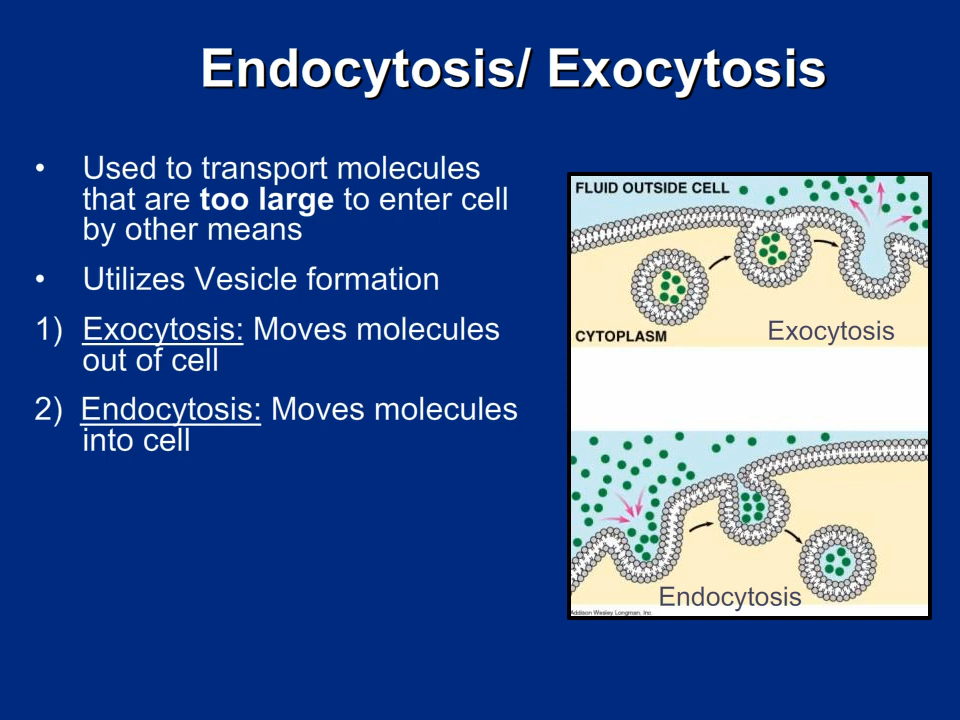 Endocytosis/ Exocytosis
• Used to transport molecules
that are too large to enter cell
by other means
• Utilizes Vesicle formation
1) Exocytosis: Moves molecules
out of cell
2) Endocytosis: Moves molecules
into cell
FLUID OUTSIDE CELL
CYTOPLASM
Exocytosis
Endocytosis
Addison Wesley Longman, Inc.